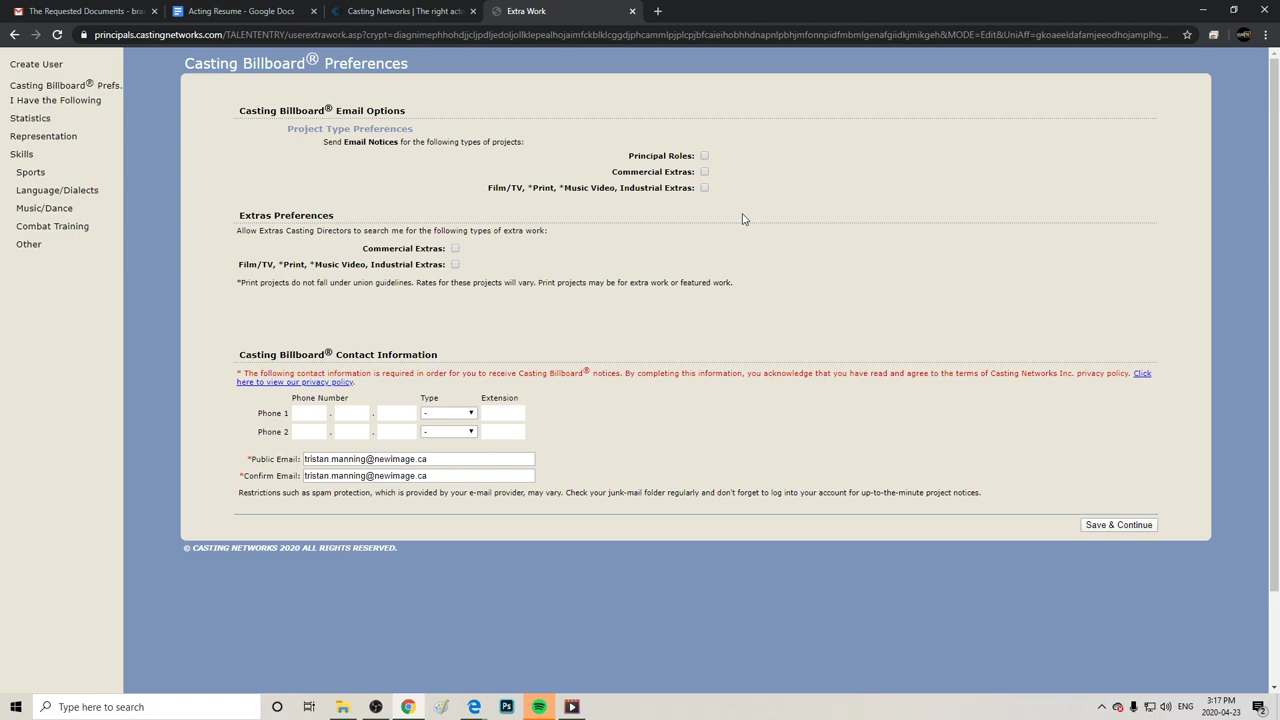 The Requested Documents - br
Acting Resume - Google Docs
Casting Networks | The right act
Extra Work
principals.castingnetworks.com/TALENTENTRY/userextrawork.asp?
Create User
Casting Billboard® Preferences
Casting Billboard® Prefs.
I Have the Following
Statistics
Representation
Skills
Sports
Language/Dialects
Music/Dance
Combat Training
Other
Casting Billboard® Email Options
Project Type Preferences
Send Email Notices for the following types of projects:
Principal Roles:
Commercial Extras:
Film/TV, *Print, *Music Video, Industrial Extras:
Extras Preferences
Allow Extras Casting Directors to search me for the following types of extra work:
Commercial Extras:
Film/TV, *Print, *Music Video, Industrial Extras:
*Print projects do not fall under union guidelines. Rates for these projects will vary. Print projects may be for extra work or featured work.
Casting Billboard® Contact Information
* The following contact information is required in order for you to receive Casting Billboard® notices. By completing this information, you acknowledge that you have read and agree to the terms of Casting Networks Inc. privacy policy. Click
here to view our privacy policy.
Phone Number Type Extension
Phone 1 . . -
Phone 2 . . -
*Public Email: tristan.manning@newimage.ca
*Confirm Email: tristan.manning@newimage.ca
Restrictions such as spam protection, which is provided by your e-mail provider, may vary. Check your junk-mail folder regularly and don't forget to log into your account for up-to-the-minute project notices.
Save & Continue
© CASTING NETWORKS 2020 ALL RIGHTS RESERVED.
Type here to search
Ps
ENG
3:17 PM
2020-04-23
2